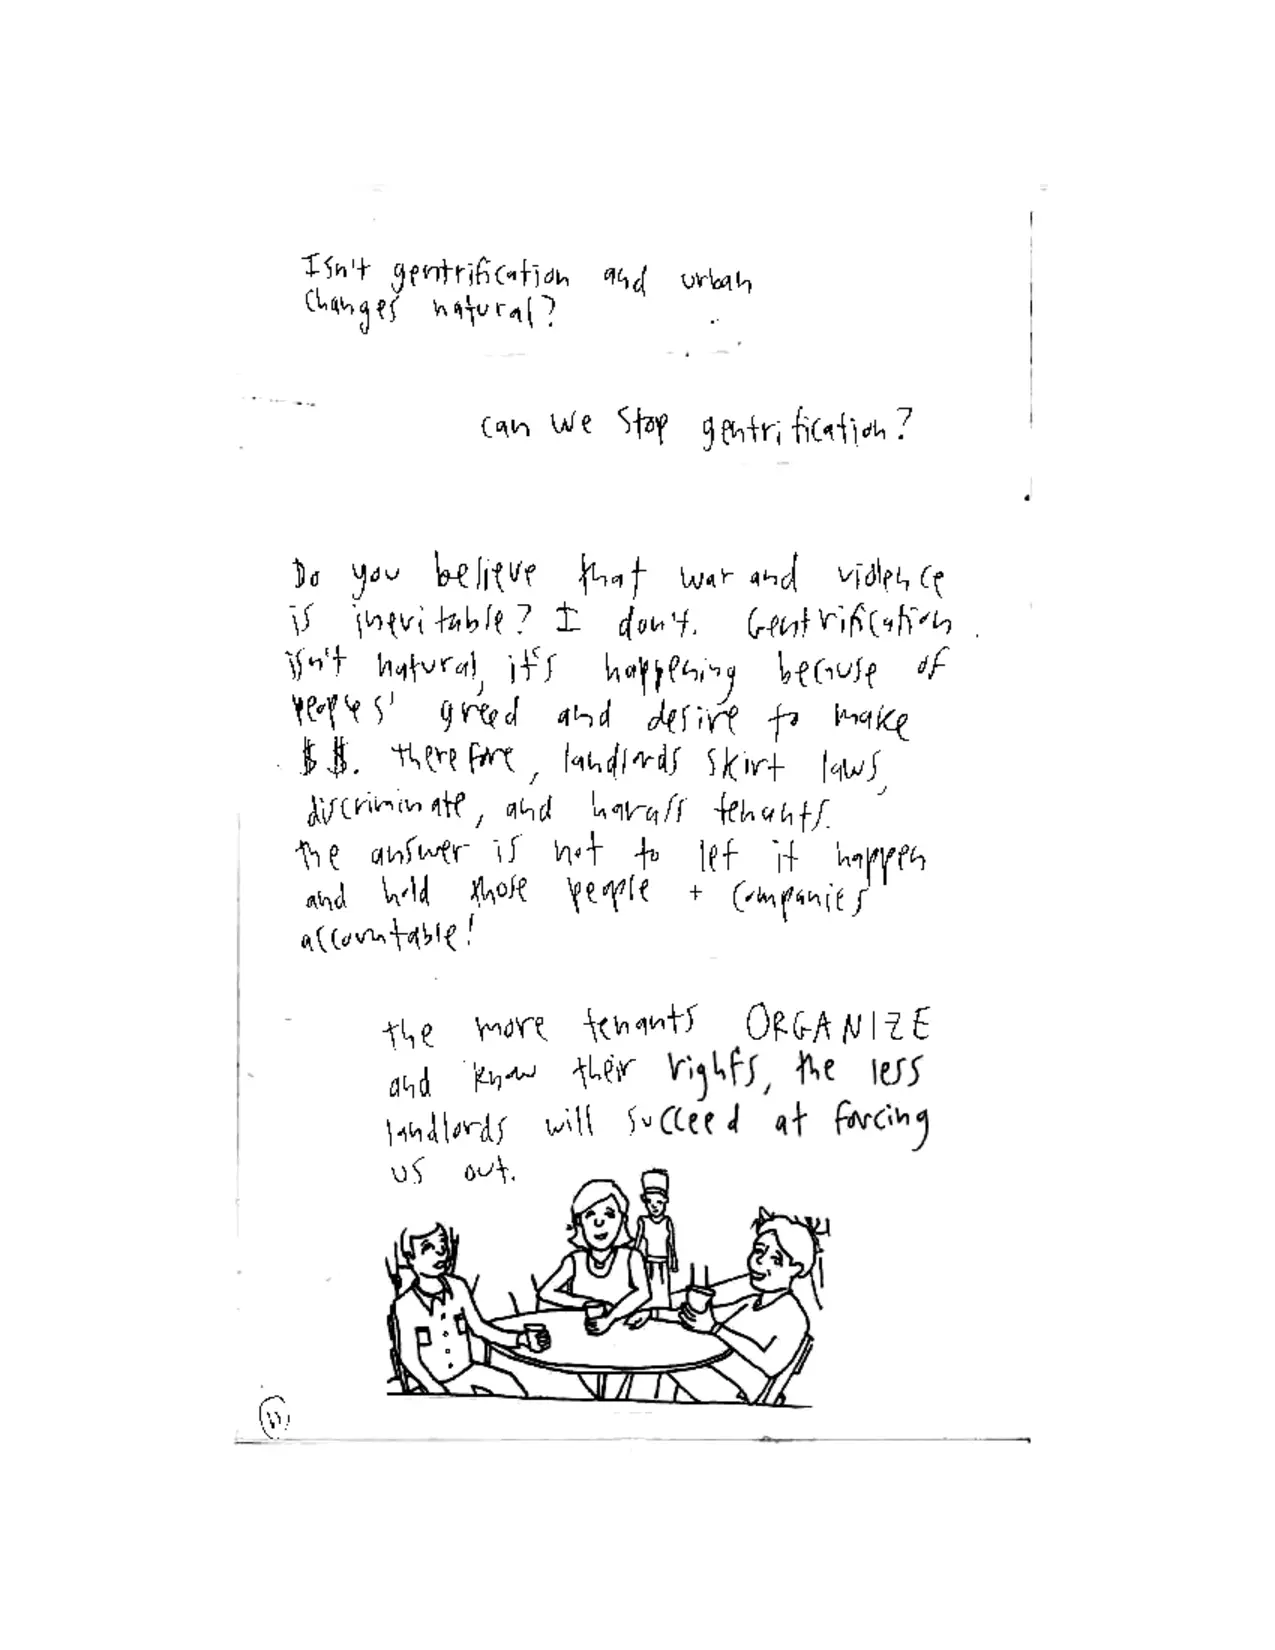 Isn't gentrification and urban
changes natural?
can we stop gentrification?
Do you believe that war and violence
is inevitable? I don't. Gentrification
isn't natural, it's happening because of
peoples' greed and desire to make
$$. Therefore, landlords skirt laws,
discriminate, and harass tenants.
The answer is not to let it happen
and hold those people + companies
accountable!
the more tenants ORGANIZE
and know their rights, the less
landlords will succeed at forcing
us out.